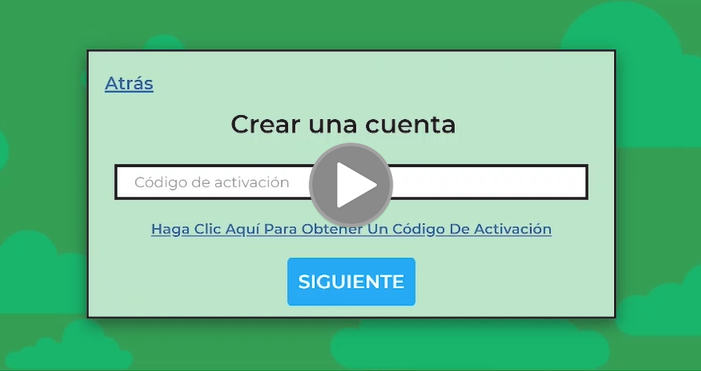 Atrás
Crear una cuenta
Código de activación
Haga Clic Aquí Para Obtener Un Código De Activación
SIGUIENTE